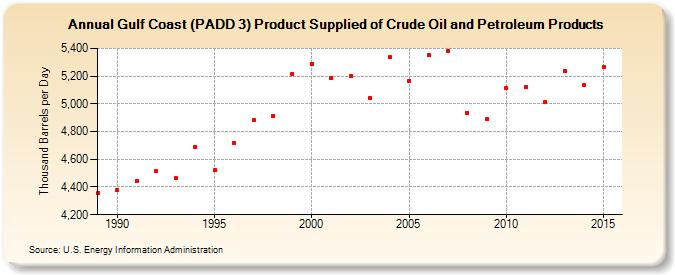 Annual Gulf Coast (PADD 3) Product Supplied of Crude Oil and Petroleum Products
Thousand Barrels per Day
5,400
5,200
5,000
4,800
4,600
4,400
4,200
1990 1995 2000 2005 2010 2015
Source: U.S. Energy Information Administration